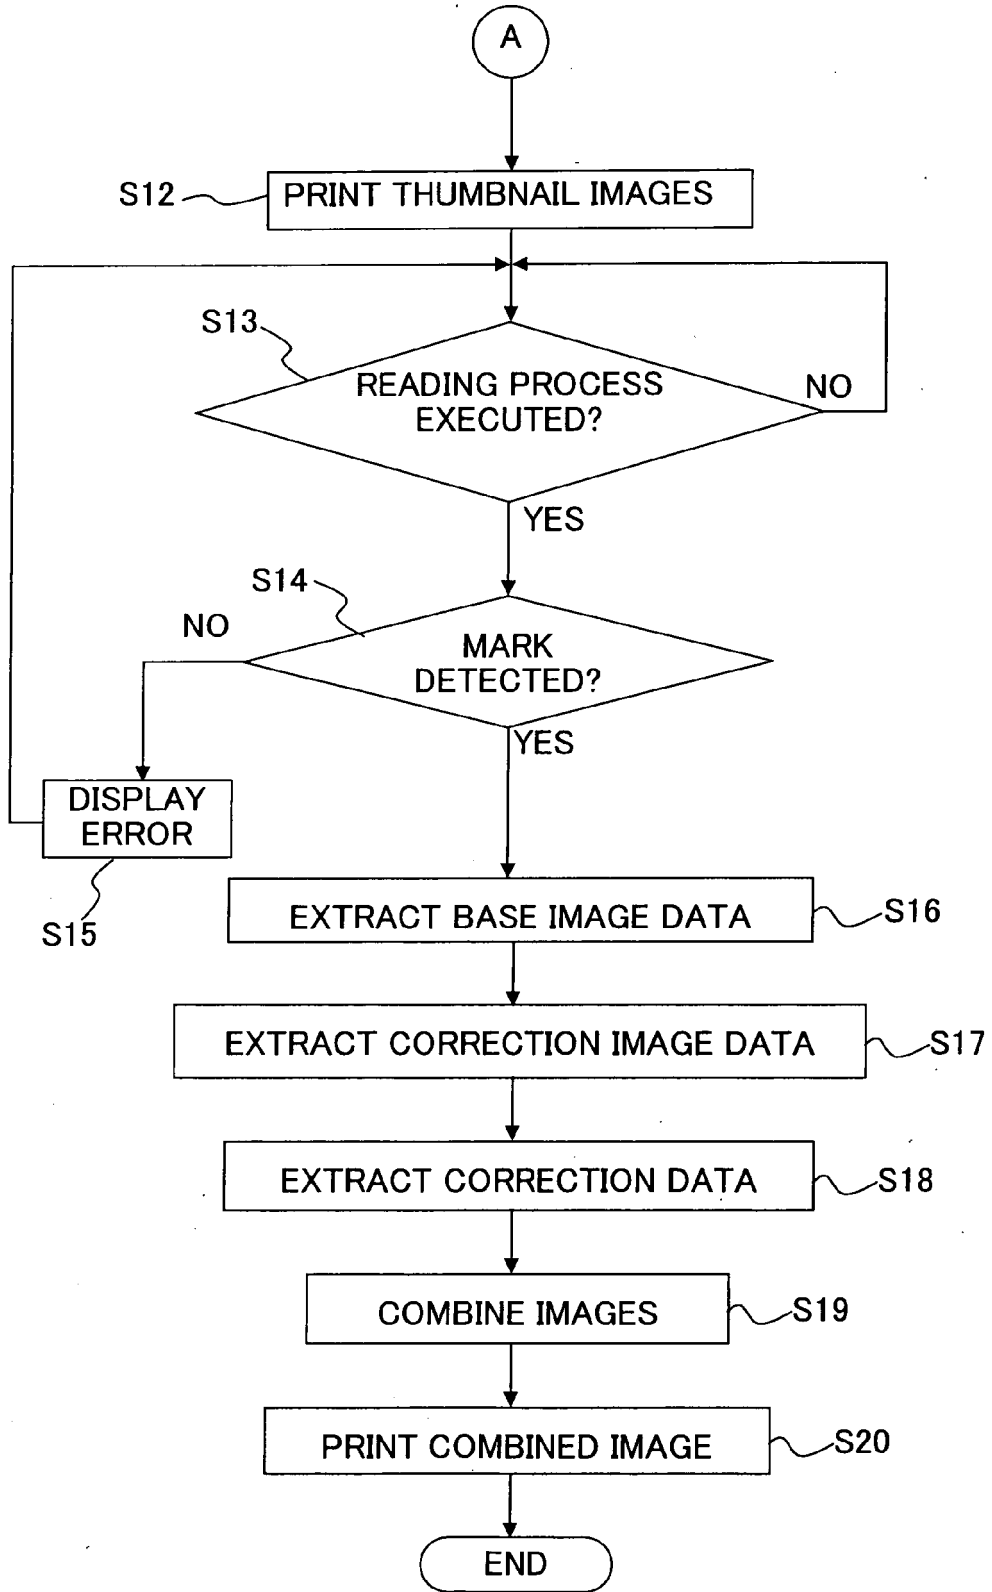 A
S12
PRINT THUMBNAIL IMAGES
S13
READING PROCESS
EXECUTED?
NO
YES
S14
NO
MARK
DETECTED?
YES
DISPLAY
ERROR
S15
EXTRACT BASE IMAGE DATA
S16
EXTRACT CORRECTION IMAGE DATA
S17
EXTRACT CORRECTION DATA
S18
COMBINE IMAGES
S19
PRINT COMBINED IMAGE
S20
END